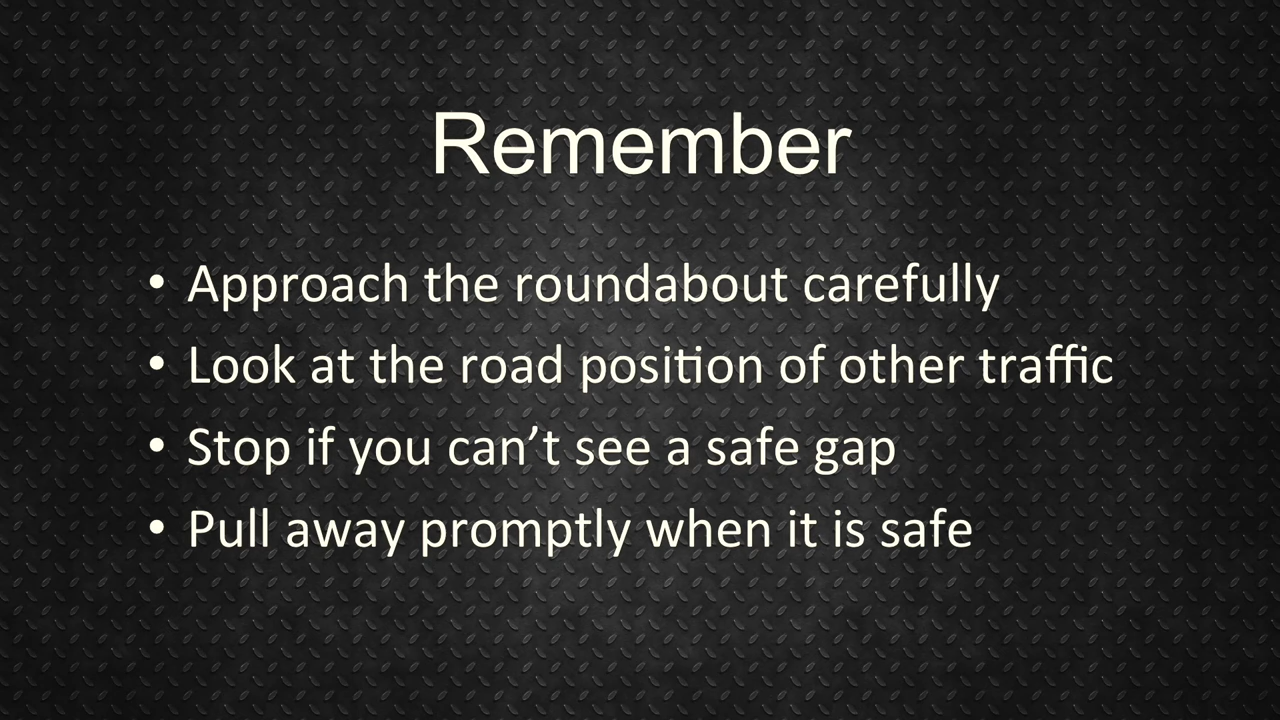 Remember
• Approach the roundabout carefully
• Look at the road position of other traffic
• Stop if you can’t see a safe gap
• Pull away promptly when it is safe